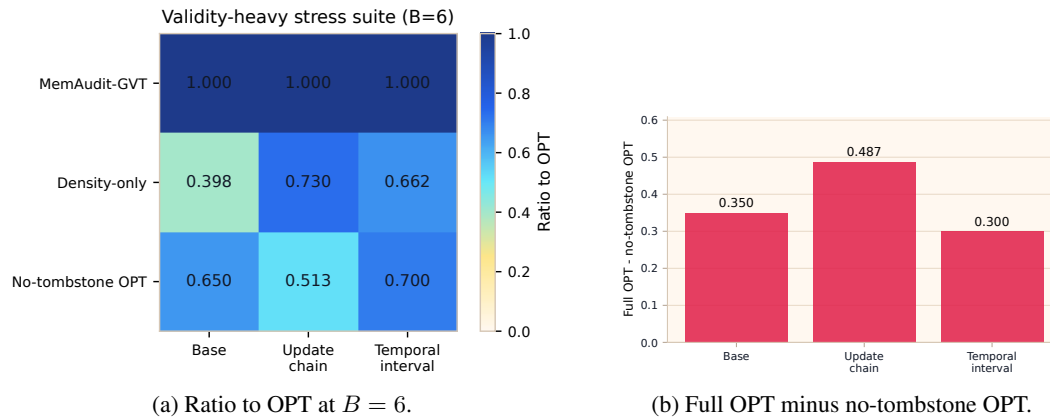 Validity-heavy stress suite (B=6)
MemAudit-GVT
1.000 1.000 1.000
Density-only
0.398 0.730 0.662
No-tombstone OPT
0.650 0.513 0.700
Base
Update
chain
Temporal
interval
1.0
0.8
0.6
0.4
0.2
0.0
Ratio to OPT
(a) Ratio to OPT at B = 6.
Full OPT - no-tombstone OPT
0.6
0.5
0.4
0.3
0.2
0.1
0.0
0.350
0.487
0.300
Base
Update
chain
Temporal
interval
(b) Full OPT minus no-tombstone OPT.